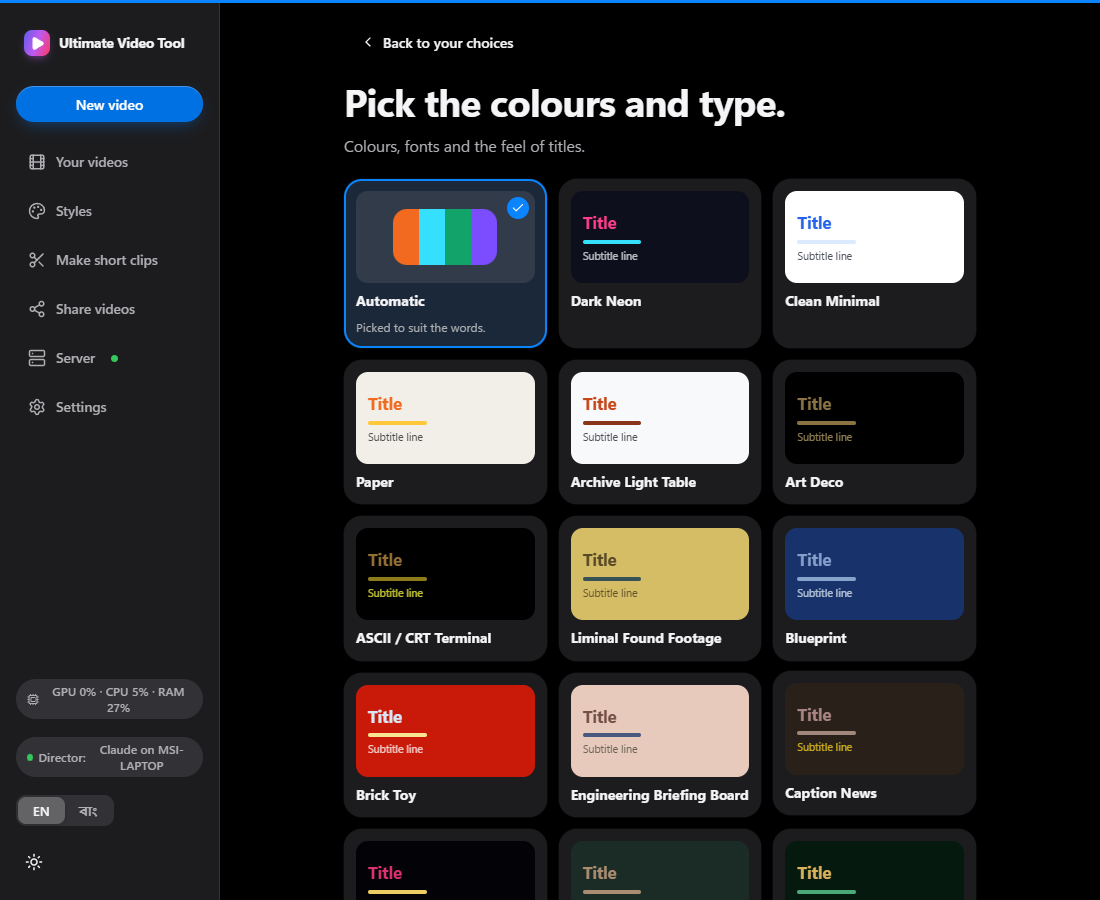 Ultimate Video Tool
New video
Your videos
Styles
Make short clips
Share videos
Server
Settings
GPU 0% · CPU 5% · RAM
27%
Director: Claude on MSI-
LAPTOP
EN বাং
Back to your choices
Pick the colours and type.
Colours, fonts and the feel of titles.
Automatic
Picked to suit the words.
Title
Subtitle line
Dark Neon
Title
Subtitle line
Clean Minimal
Title
Subtitle line
Paper
Title
Subtitle line
Archive Light Table
Title
Subtitle line
Art Deco
Title
Subtitle line
ASCII / CRT Terminal
Title
Subtitle line
Liminal Found Footage
Title
Subtitle line
Blueprint
Title
Subtitle line
Brick Toy
Title
Subtitle line
Engineering Briefing Board
Title
Subtitle line
Caption News
Title
Title
Title